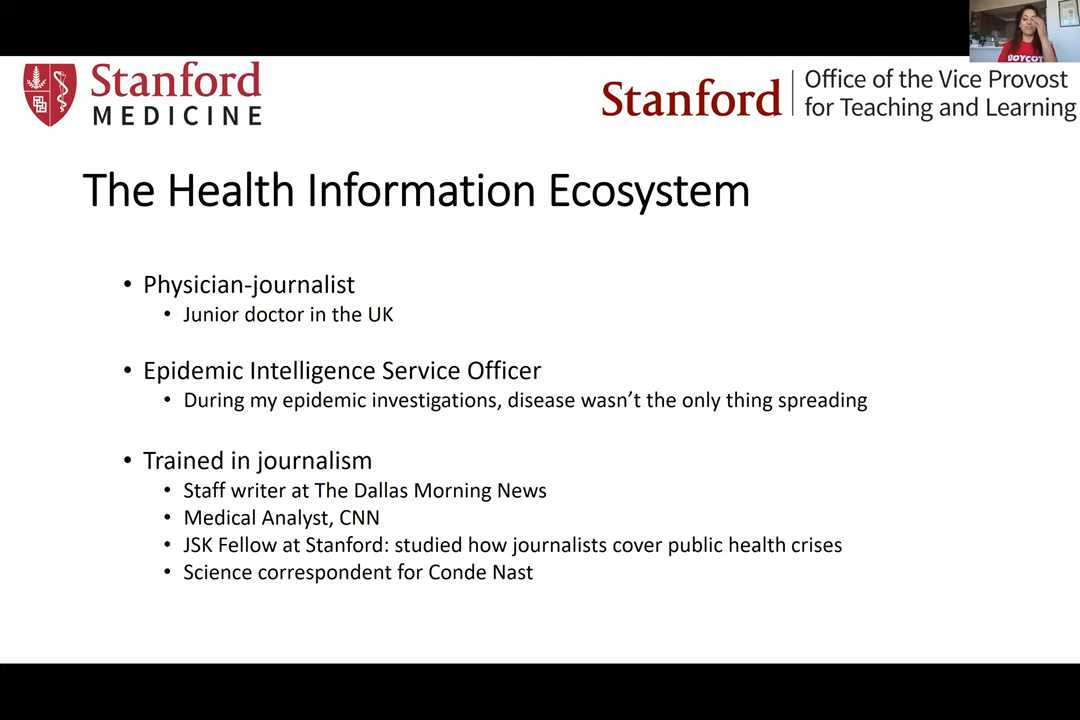 BOYCOT
Stanford
MEDICINE
Stanford
Office of the Vice Provost
for Teaching and Learning
The Health Information Ecosystem
• Physician-journalist
• Junior doctor in the UK
• Epidemic Intelligence Service Officer
• During my epidemic investigations, disease wasn't the only thing spreading
• Trained in journalism
• Staff writer at The Dallas Morning News
• Medical Analyst, CNN
• JSK Fellow at Stanford: studied how journalists cover public health crises
• Science correspondent for Conde Nast